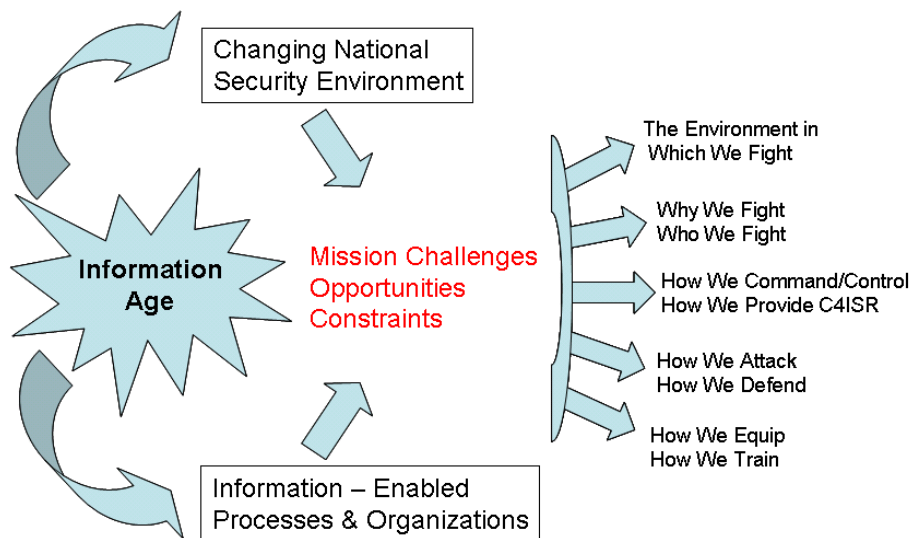 Changing National
Security Environment
Information
Age
Mission Challenges
Opportunities
Constraints
Information – Enabled
Processes & Organizations
The Environment in
Which We Fight
Why We Fight
Who We Fight
How We Command/Control
How We Provide C4ISR
How We Attack
How We Defend
How We Equip
How We Train